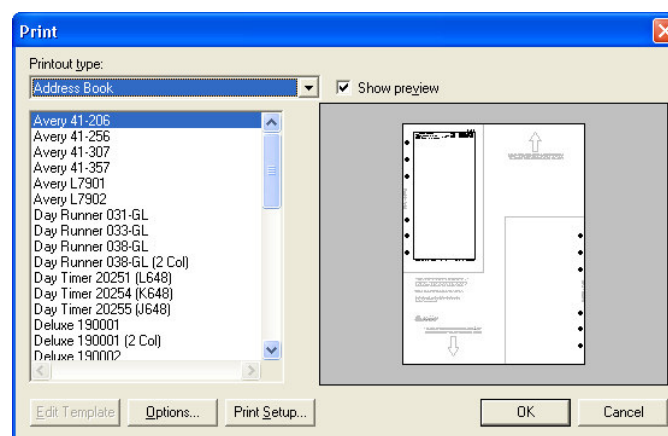 Print
Printout type:
Address Book
Show preview
Avery 41-206
Avery 41-256
Avery 41-307
Avery 41-357
Avery L7901
Avery L7902
Day Runner 031-GL
Day Runner 033-GL
Day Runner 038-GL
Day Runner 038-GL (2 Col)
Day Timer 20251 (L648)
Day Timer 20254 (K648)
Day Timer 20255 (J648)
Deluxe 190001
Deluxe 190001 (2 Col)
Deluxe 190002
Edit Template
Options...
Print Setup...
OK
Cancel